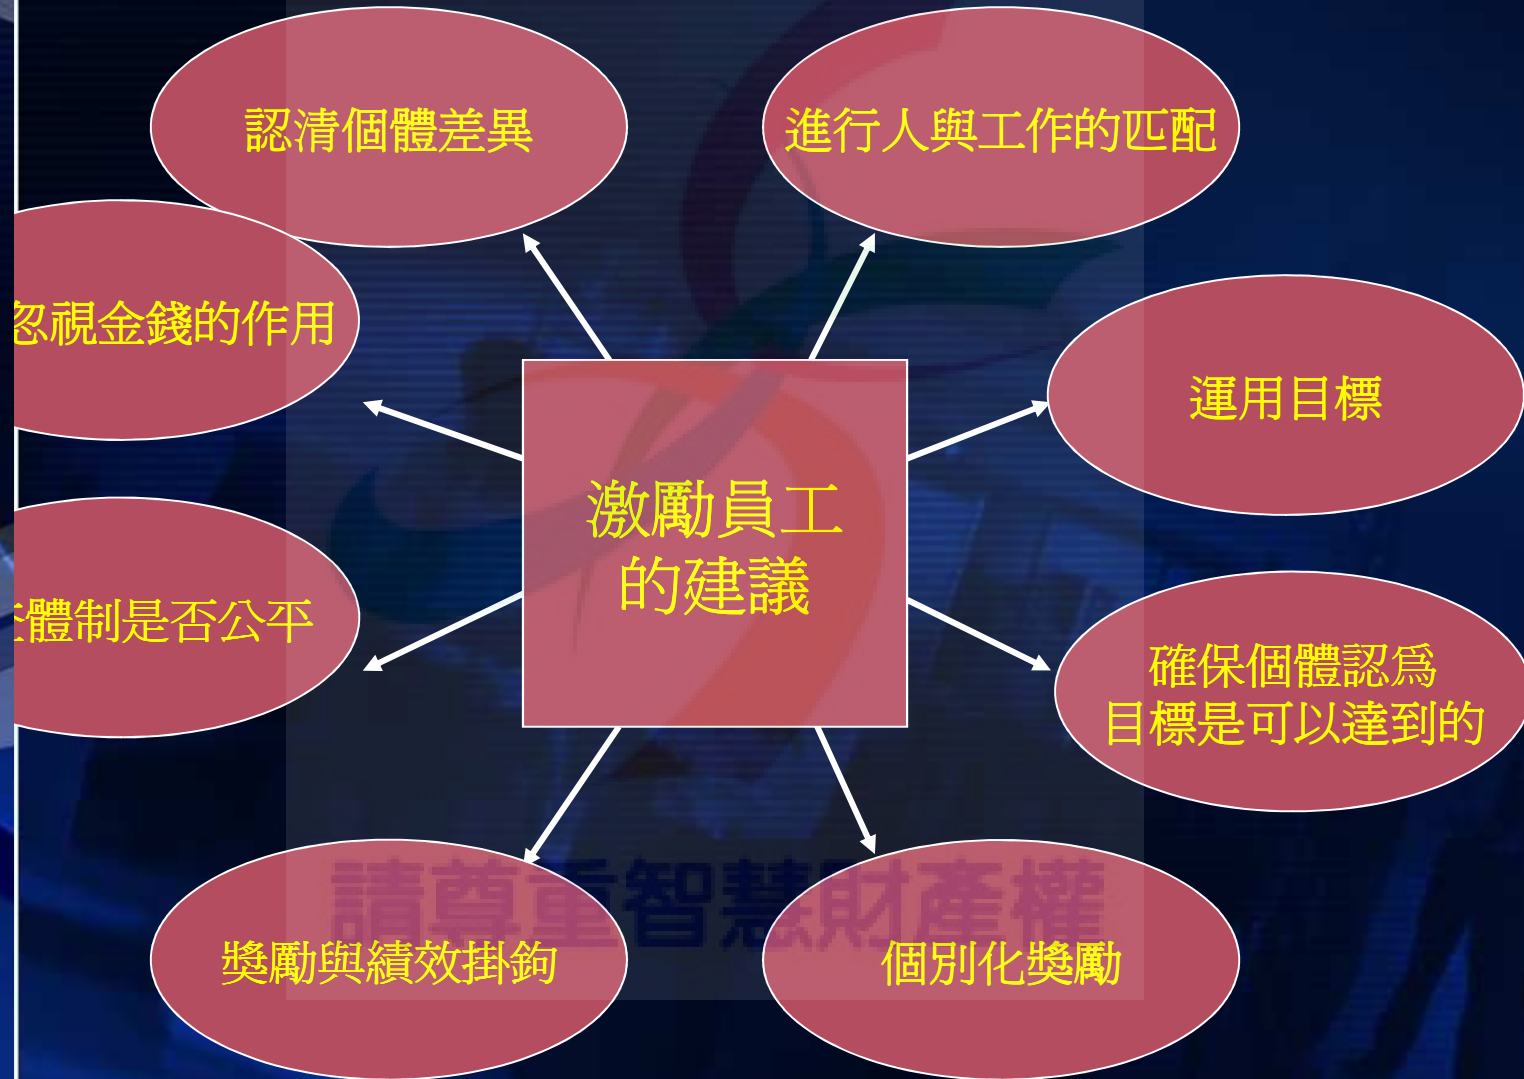 認清個體差異
進行人與工作的匹配
忽視金錢的作用
運用目標
激勵員工
的建議
體制是否公平
確保個體認為
目標是可以達到的
獎勵與績效掛鉤
個別化獎勵
請尊重智慧財產權